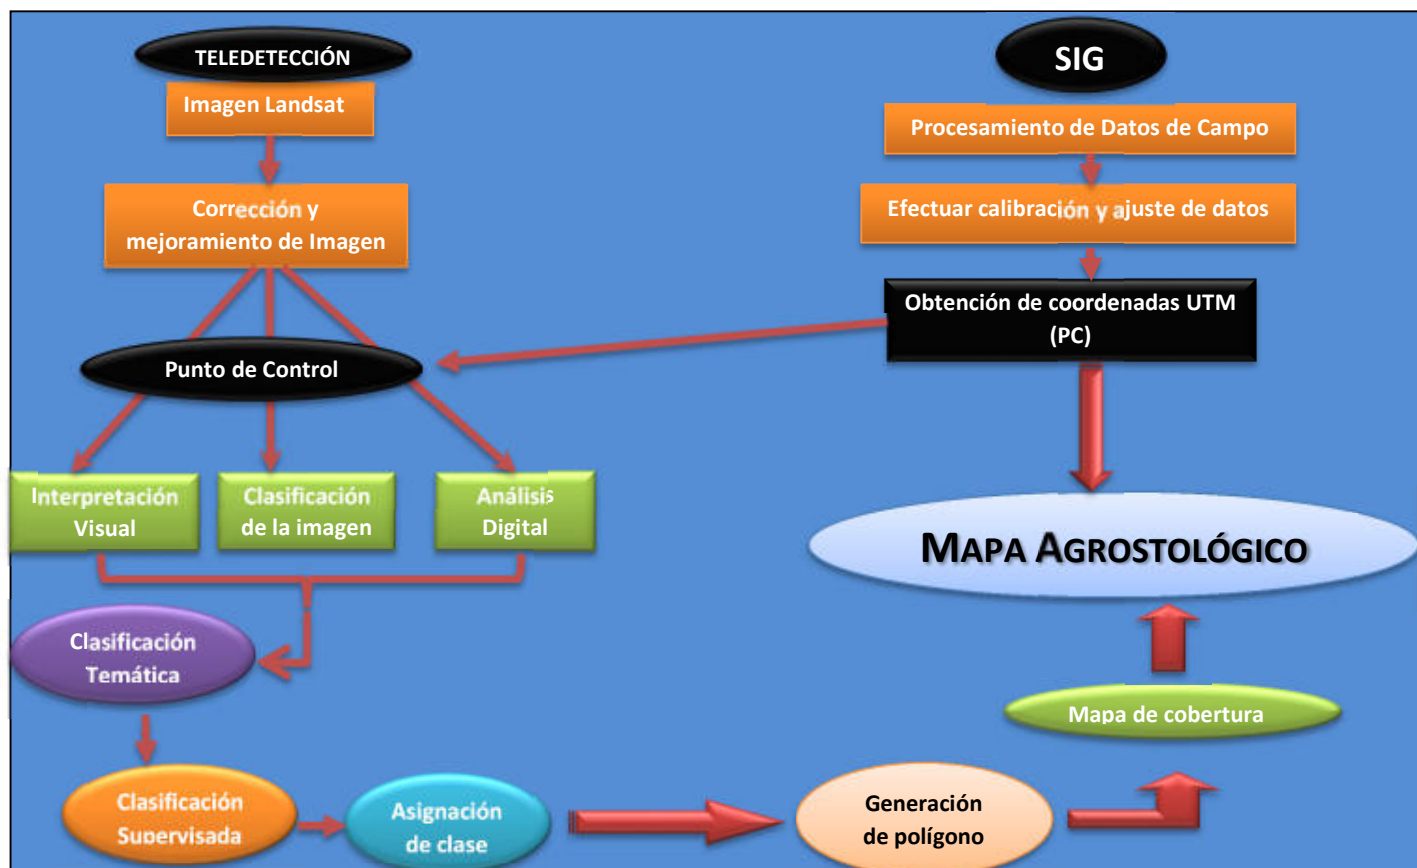 TELEDETECCIÓN
Imagen Landsat
Corrección y
mejoramiento de Imagen
Punto de Control
Interpretación
Visual
Clasificación
de la imagen
Análisis
Digital
Clasificación
Temática
Clasificación
Supervisada
Asignación
de clase
Generación
de polígono
SIG
Procesamiento de Datos de Campo
Efectuar calibración y ajuste de datos
Obtención de coordenadas UTM
(PC)
MAPA AGROSTOLÓGICO
Mapa de cobertura